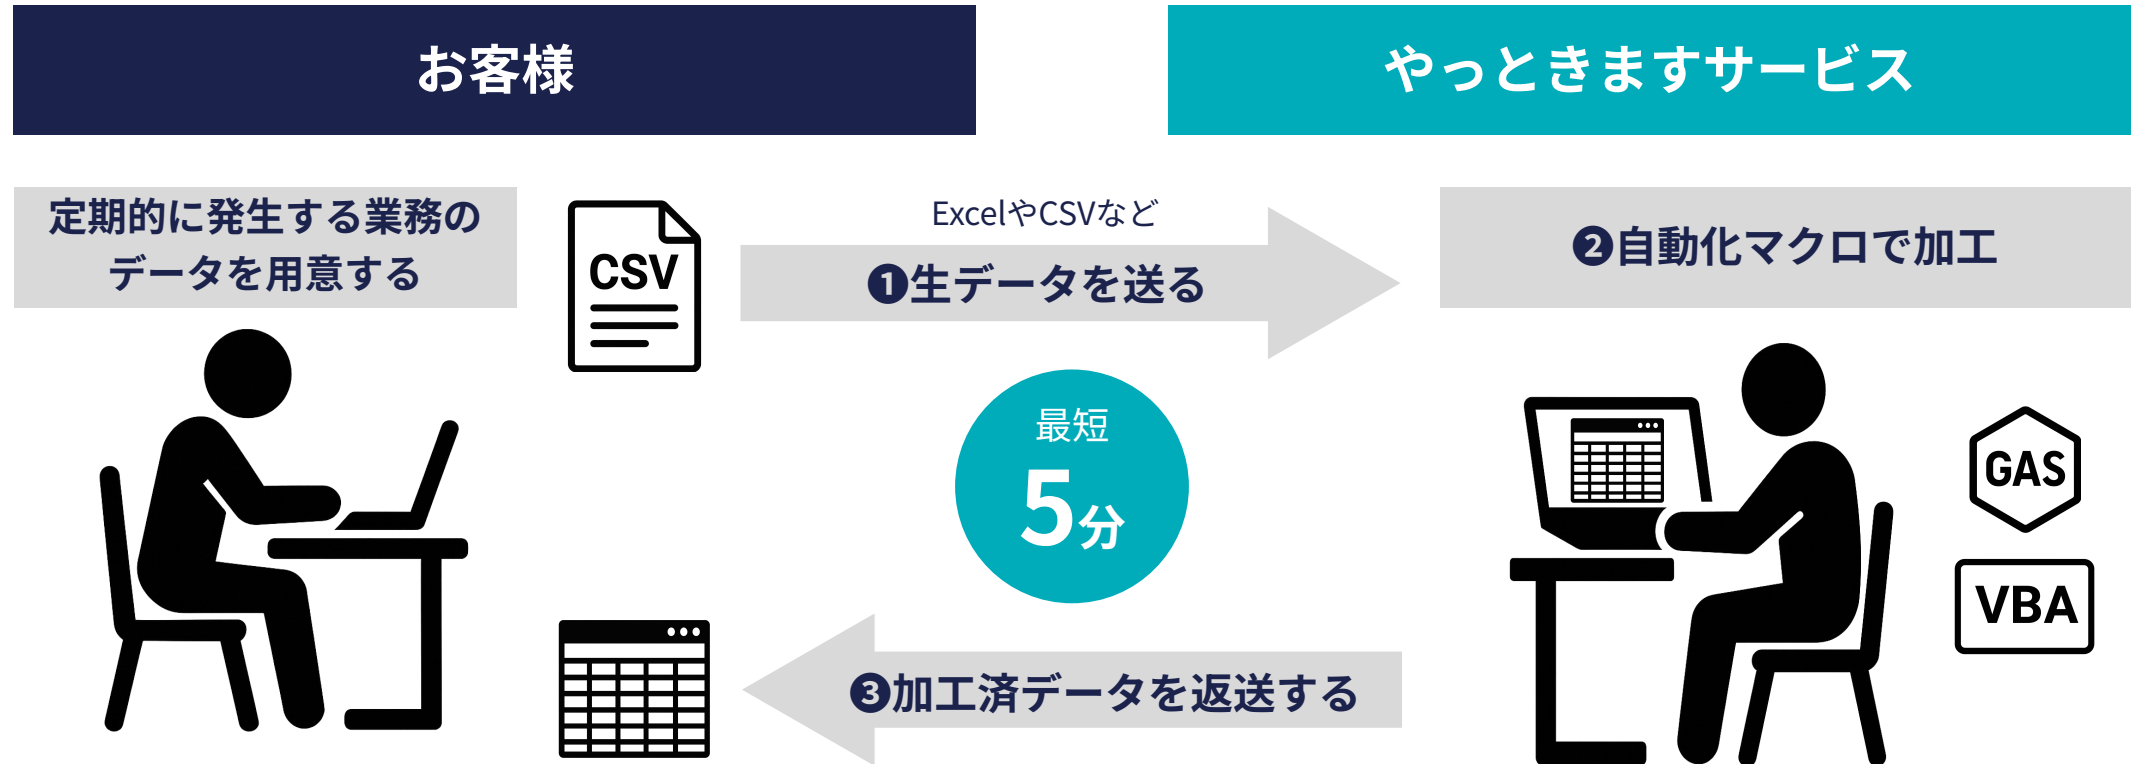 お客様
やっときますサービス
定期的に発生する業務の
データを用意する
CSV
ExcelやCSVなど
❶生データを送る
❷自動化マクロで加工
最短
5分
GAS
VBA
❸加工済データを返送する